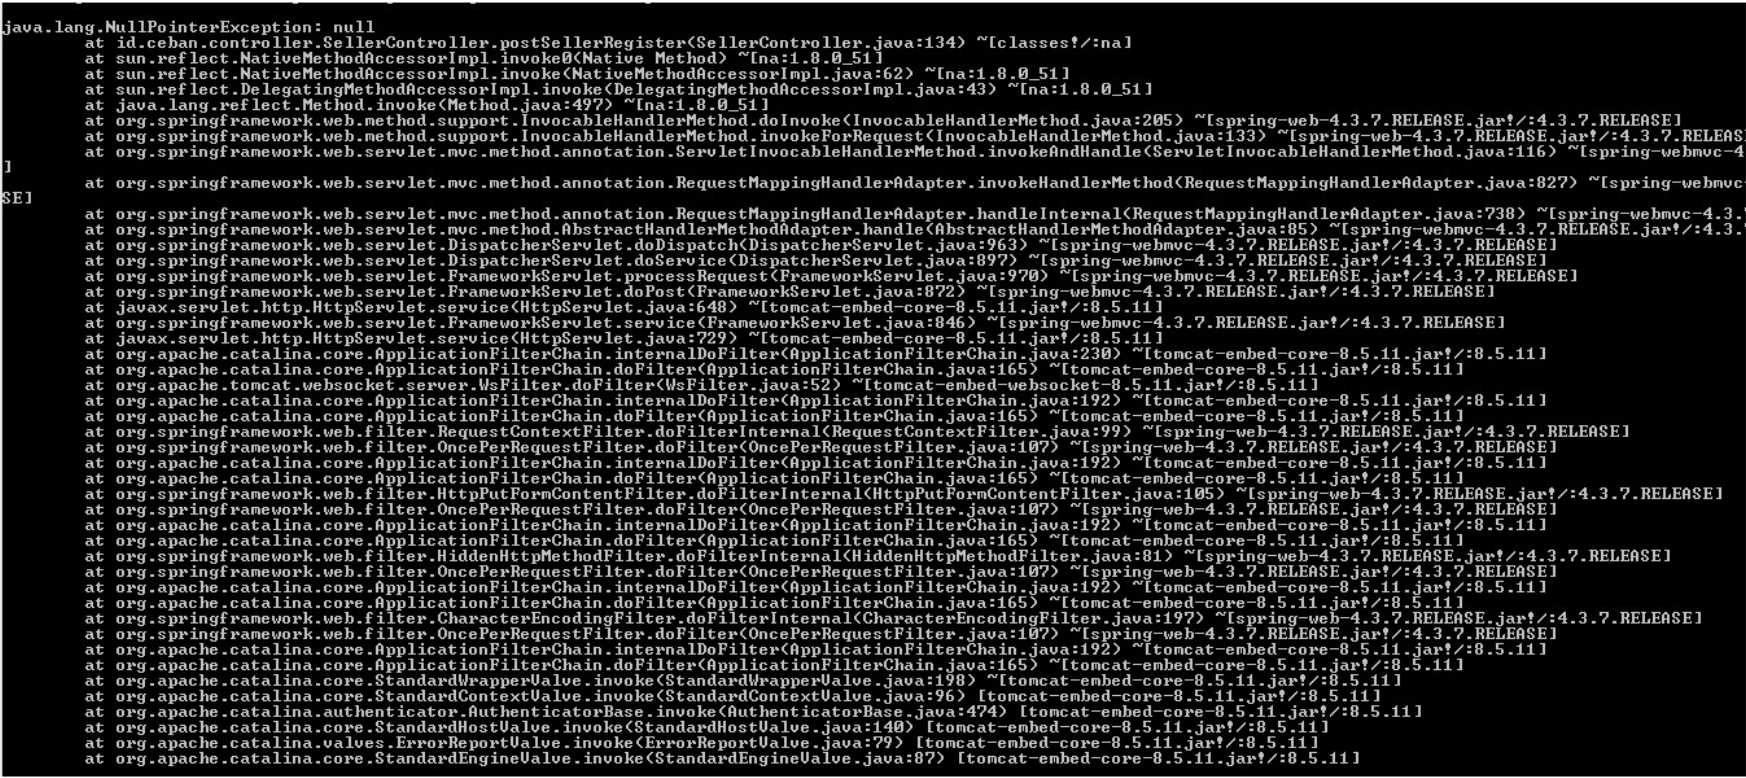 java.lang.NullPointerException: null
at id.ceban.controller.SellerController.postSellerRegister(SellerController.java:134) ~[classes!/:na]
at sun.reflect.NativeMethodAccessorImpl.invoke0(Native Method) ~[na:1.8.0_51]
at sun.reflect.NativeMethodAccessorImpl.invoke(NativeMethodAccessorImpl.java:62) ~[na:1.8.0_51]
at sun.reflect.DelegatingMethodAccessorImpl.invoke(DelegatingMethodAccessorImpl.java:43) ~[na:1.8.0_51]
at java.lang.reflect.Method.invoke(Method.java:497) ~[na:1.8.0_51]
at org.springframework.web.method.support.InvocableHandlerMethod.doInvoke(InvocableHandlerMethod.java:205) ~[spring-web-4.3.7.RELEASE.jar!/:4.3.7.RELEASE]
at org.springframework.web.method.support.InvocableHandlerMethod.invokeForRequest(InvocableHandlerMethod.java:133) ~[spring-web-4.3.7.RELEASE.jar!/:4.3.7.RELEAS
at org.springframework.web.servlet.mvc.method.annotation.ServletInvocableHandlerMethod.invokeAndHandle(ServletInvocableHandlerMethod.java:116) ~[spring-webmvc-4
]
at org.springframework.web.servlet.mvc.method.annotation.RequestMappingHandlerAdapter.invokeHandlerMethod(RequestMappingHandlerAdapter.java:827) ~[spring-webmvc-
SE]
at org.springframework.web.servlet.mvc.method.annotation.RequestMappingHandlerAdapter.handleInternal(RequestMappingHandlerAdapter.java:738) ~[spring-webmvc-4.3.
at org.springframework.web.servlet.mvc.method.AbstractHandlerMethodAdapter.handle(AbstractHandlerMethodAdapter.java:85) ~[spring-webmvc-4.3.7.RELEASE.jar!/:4.3.
at org.springframework.web.servlet.DispatcherServlet.doDispatch(DispatcherServlet.java:963) ~[spring-webmvc-4.3.7.RELEASE.jar!/:4.3.7.RELEASE]
at org.springframework.web.servlet.DispatcherServlet.doService(DispatcherServlet.java:897) ~[spring-webmvc-4.3.7.RELEASE.jar!/:4.3.7.RELEASE]
at org.springframework.web.servlet.FrameworkServlet.processRequest(FrameworkServlet.java:970) ~[spring-webmvc-4.3.7.RELEASE.jar!/:4.3.7.RELEASE]
at org.springframework.web.servlet.FrameworkServlet.doPost(FrameworkServlet.java:872) ~[spring-webmvc-4.3.7.RELEASE.jar!/:4.3.7.RELEASE]
at javax.servlet.http.HttpServlet.service(HttpServlet.java:648) ~[tomcat-embed-core-8.5.11.jar!/:8.5.11]
at org.springframework.web.servlet.FrameworkServlet.service(FrameworkServlet.java:846) ~[spring-webmvc-4.3.7.RELEASE.jar!/:4.3.7.RELEASE]
at javax.servlet.http.HttpServlet.service(HttpServlet.java:729) ~[tomcat-embed-core-8.5.11.jar!/:8.5.11]
at org.apache.catalina.core.ApplicationFilterChain.internalDoFilter(ApplicationFilterChain.java:230) ~[tomcat-embed-core-8.5.11.jar!/:8.5.11]
at org.apache.catalina.core.ApplicationFilterChain.doFilter(ApplicationFilterChain.java:165) ~[tomcat-embed-core-8.5.11.jar!/:8.5.11]
at org.apache.tomcat.websocket.server.WsFilter.doFilter(WsFilter.java:52) ~[tomcat-embed-websocket-8.5.11.jar!/:8.5.11]
at org.apache.catalina.core.ApplicationFilterChain.internalDoFilter(ApplicationFilterChain.java:192) ~[tomcat-embed-core-8.5.11.jar!/:8.5.11]
at org.apache.catalina.core.ApplicationFilterChain.doFilter(ApplicationFilterChain.java:165) ~[tomcat-embed-core-8.5.11.jar!/:8.5.11]
at org.springframework.web.filter.RequestContextFilter.doFilterInternal(RequestContextFilter.java:99) ~[spring-web-4.3.7.RELEASE.jar!/:4.3.7.RELEASE]
at org.springframework.web.filter.OncePerRequestFilter.doFilter(OncePerRequestFilter.java:107) ~[spring-web-4.3.7.RELEASE.jar!/:4.3.7.RELEASE]
at org.apache.catalina.core.ApplicationFilterChain.internalDoFilter(ApplicationFilterChain.java:192) ~[tomcat-embed-core-8.5.11.jar!/:8.5.11]
at org.apache.catalina.core.ApplicationFilterChain.doFilter(ApplicationFilterChain.java:165) ~[tomcat-embed-core-8.5.11.jar!/:8.5.11]
at org.springframework.web.filter.HttpPutFormContentFilter.doFilterInternal(HttpPutFormContentFilter.java:105) ~[spring-web-4.3.7.RELEASE.jar!/:4.3.7.RELEASE]
at org.springframework.web.filter.OncePerRequestFilter.doFilter(OncePerRequestFilter.java:107) ~[spring-web-4.3.7.RELEASE.jar!/:4.3.7.RELEASE]
at org.apache.catalina.core.ApplicationFilterChain.internalDoFilter(ApplicationFilterChain.java:192) ~[tomcat-embed-core-8.5.11.jar!/:8.5.11]
at org.apache.catalina.core.ApplicationFilterChain.doFilter(ApplicationFilterChain.java:165) ~[tomcat-embed-core-8.5.11.jar!/:8.5.11]
at org.springframework.web.filter.HiddenHttpMethodFilter.doFilterInternal(HiddenHttpMethodFilter.java:81) ~[spring-web-4.3.7.RELEASE.jar!/:4.3.7.RELEASE]
at org.springframework.web.filter.OncePerRequestFilter.doFilter(OncePerRequestFilter.java:107) ~[spring-web-4.3.7.RELEASE.jar!/:4.3.7.RELEASE]
at org.apache.catalina.core.ApplicationFilterChain.internalDoFilter(ApplicationFilterChain.java:192) ~[tomcat-embed-core-8.5.11.jar!/:8.5.11]
at org.apache.catalina.core.ApplicationFilterChain.doFilter(ApplicationFilterChain.java:165) ~[tomcat-embed-core-8.5.11.jar!/:8.5.11]
at org.springframework.web.filter.CharacterEncodingFilter.doFilterInternal(CharacterEncodingFilter.java:197) ~[spring-web-4.3.7.RELEASE.jar!/:4.3.7.RELEASE]
at org.springframework.web.filter.OncePerRequestFilter.doFilter(OncePerRequestFilter.java:107) ~[spring-web-4.3.7.RELEASE.jar!/:4.3.7.RELEASE]
at org.apache.catalina.core.ApplicationFilterChain.internalDoFilter(ApplicationFilterChain.java:192) ~[tomcat-embed-core-8.5.11.jar!/:8.5.11]
at org.apache.catalina.core.ApplicationFilterChain.doFilter(ApplicationFilterChain.java:165) ~[tomcat-embed-core-8.5.11.jar!/:8.5.11]
at org.apache.catalina.core.StandardWrapperValve.invoke(StandardWrapperValve.java:198) ~[tomcat-embed-core-8.5.11.jar!/:8.5.11]
at org.apache.catalina.core.StandardContextValve.invoke(StandardContextValve.java:96) [tomcat-embed-core-8.5.11.jar!/:8.5.11]
at org.apache.catalina.authenticator.AuthenticatorBase.invoke(AuthenticatorBase.java:474) [tomcat-embed-core-8.5.11.jar!/:8.5.11]
at org.apache.catalina.core.StandardHostValve.invoke(StandardHostValve.java:140) [tomcat-embed-core-8.5.11.jar!/:8.5.11]
at org.apache.catalina.valves.ErrorReportValve.invoke(ErrorReportValve.java:79) [tomcat-embed-core-8.5.11.jar!/:8.5.11]
at org.apache.catalina.core.StandardEngineValve.invoke(StandardEngineValve.java:87) [tomcat-embed-core-8.5.11.jar!/:8.5.11]